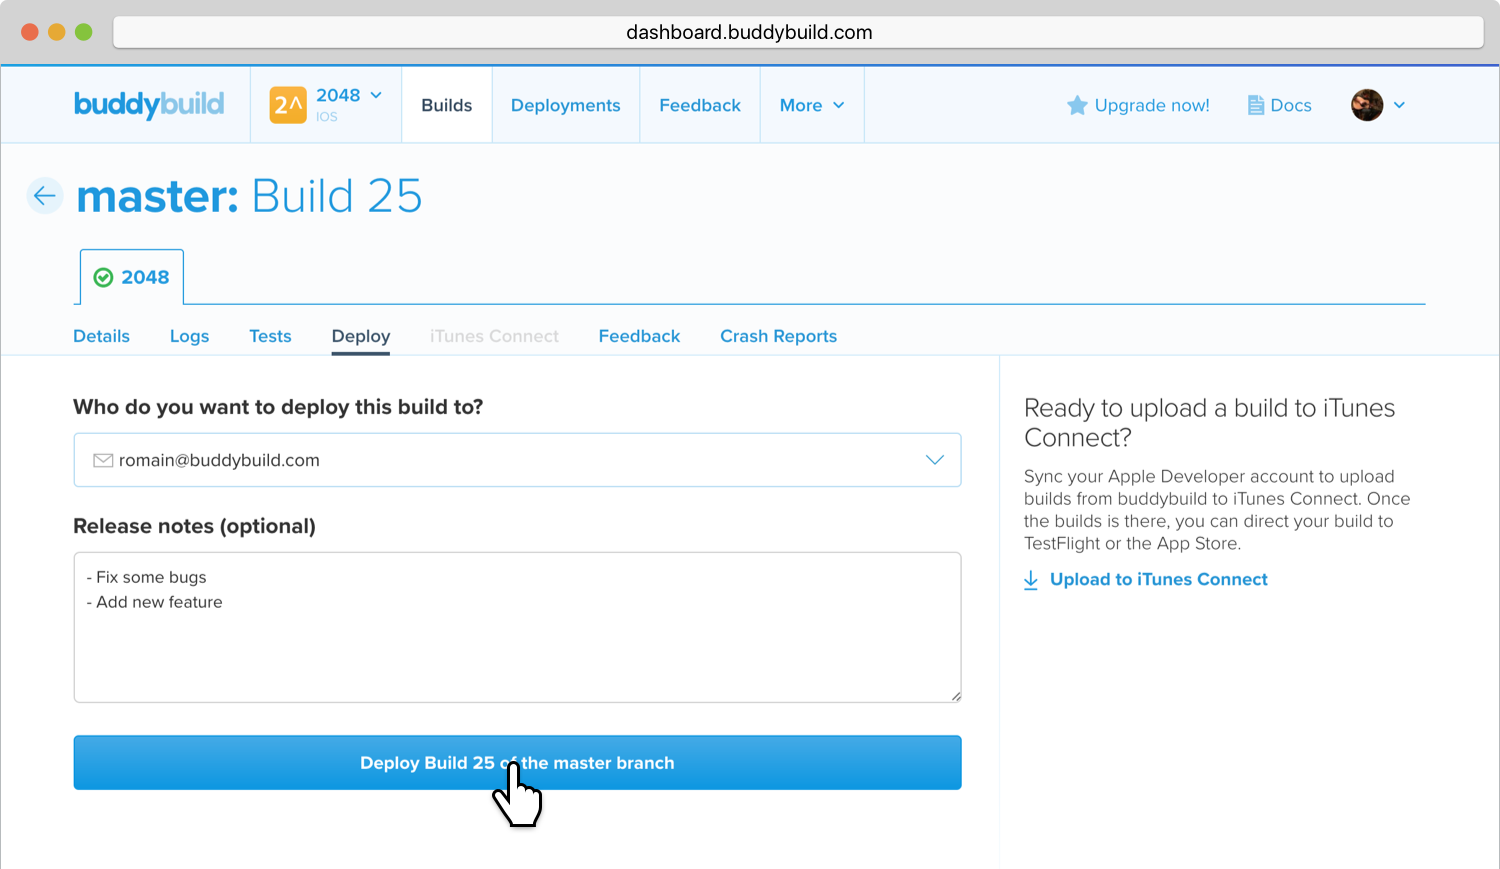 dashboard.buddybuild.com
buddybuild
2^
2048
IOS
Builds
Deployments
Feedback
More
Upgrade now!
Docs
master: Build 25
2048
Details
Logs
Tests
Deploy
iTunes Connect
Feedback
Crash Reports
Who do you want to deploy this build to?
romain@buddybuild.com
Release notes (optional)
- Fix some bugs
- Add new feature
Deploy Build 25 of the master branch
Ready to upload a build to iTunes
Connect?
Sync your Apple Developer account to upload
builds from buddybuild to iTunes Connect. Once
the builds is there, you can direct your build to
TestFlight or the App Store.
Upload to iTunes Connect